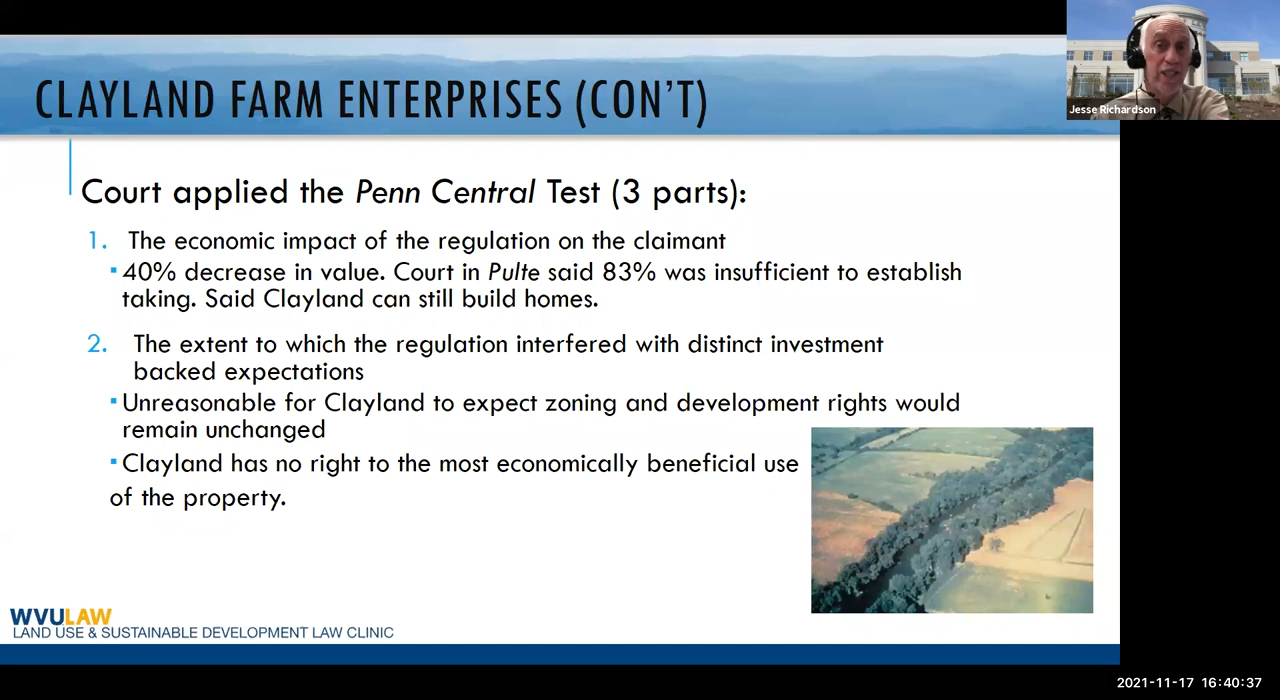 CLAYLAND FARM ENTERPRISES (CON'T)
Jesse Richardson
Court applied the Penn Central Test (3 parts):
1. The economic impact of the regulation on the claimant
▪ 40% decrease in value. Court in Pulte said 83% was insufficient to establish
taking. Said Clayland can still build homes.
2. The extent to which the regulation interfered with distinct investment
backed expectations
▪ Unreasonable for Clayland to expect zoning and development rights would
remain unchanged
▪ Clayland has no right to the most economically beneficial use
of the property.
WVULAW
LAND USE & SUSTAINABLE DEVELOPMENT LAW CLINIC
2021-11-17 16:40:37